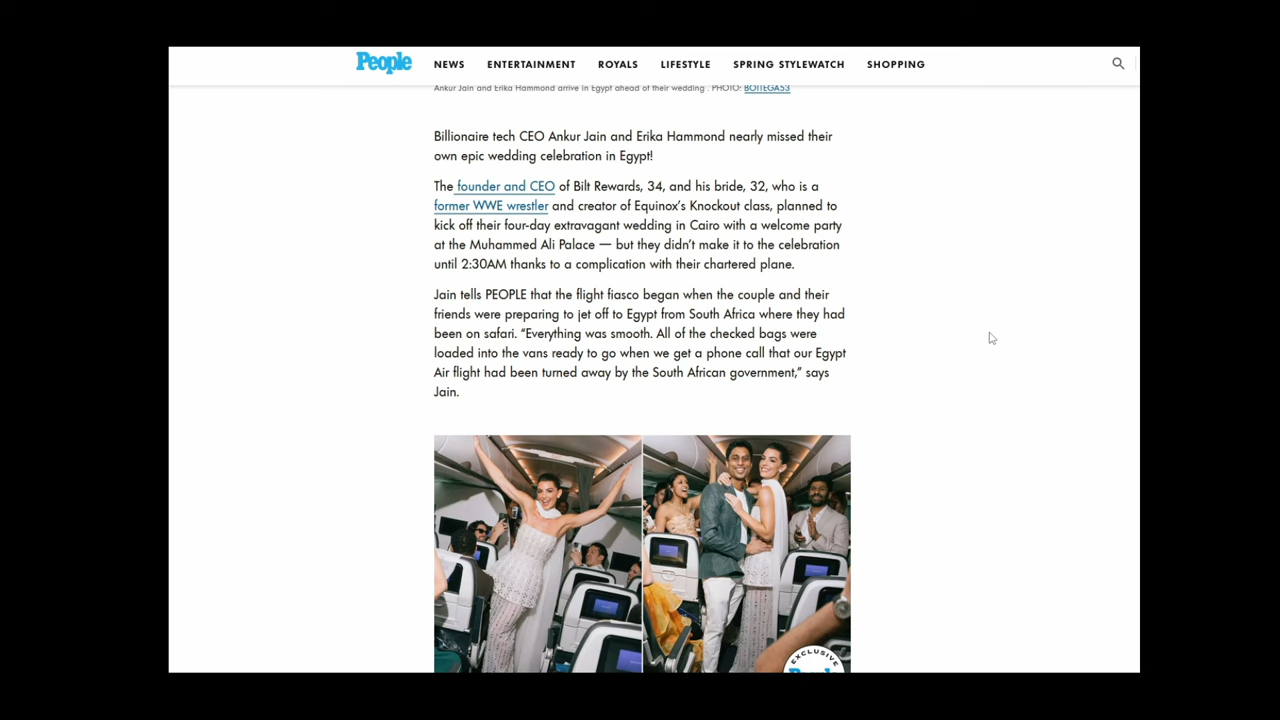 People NEWS ENTERTAINMENT ROYALS LIFESTYLE SPRING STYLEWATCH SHOPPING
Ankur Jain and Erika Hammond arrive in Egypt ahead of their wedding . PHOTO: BOTTEGA53
Billionaire tech CEO Ankur Jain and Erika Hammond nearly missed their
own epic wedding celebration in Egypt!
The founder and CEO of Bilt Rewards, 34, and his bride, 32, who is a
former WWE wrestler and creator of Equinox’s Knockout class, planned to
kick off their four-day extravagant wedding in Cairo with a welcome party
at the Muhammed Ali Palace — but they didn’t make it to the celebration
until 2:30AM thanks to a complication with their chartered plane.
Jain tells PEOPLE that the flight fiasco began when the couple and their
friends were preparing to jet off to Egypt from South Africa where they had
been on safari. “Everything was smooth. All of the checked bags were
loaded into the vans ready to go when we get a phone call that our Egypt
Air flight had been turned away by the South African government,” says
Jain.
EXCLUSIVE
People